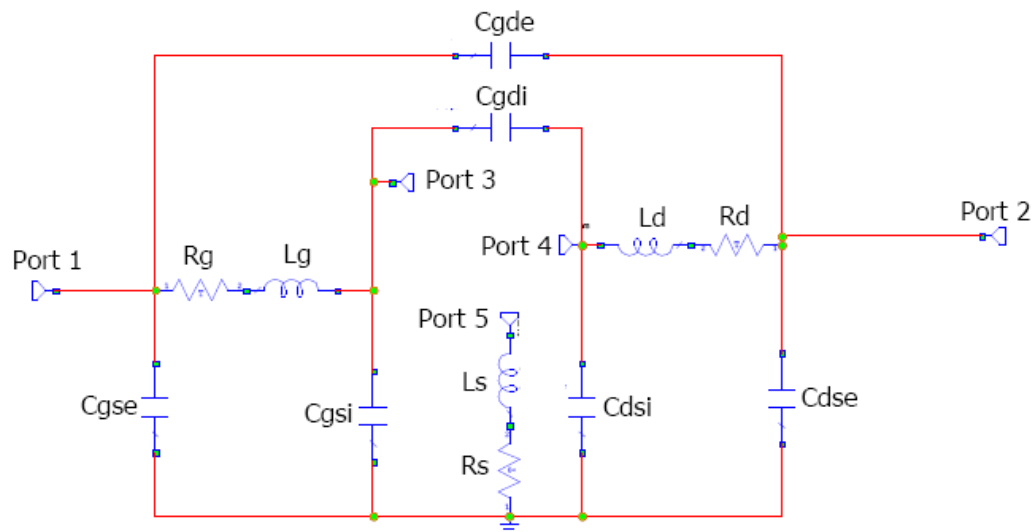 Cgde
Cgdi
Port 3
Port 4
Ld
Rd
Port 2
Port 1
Rg
Lg
Port 5
Ls
Cgse
Cgsi
Cdsi
Cdse
Rs